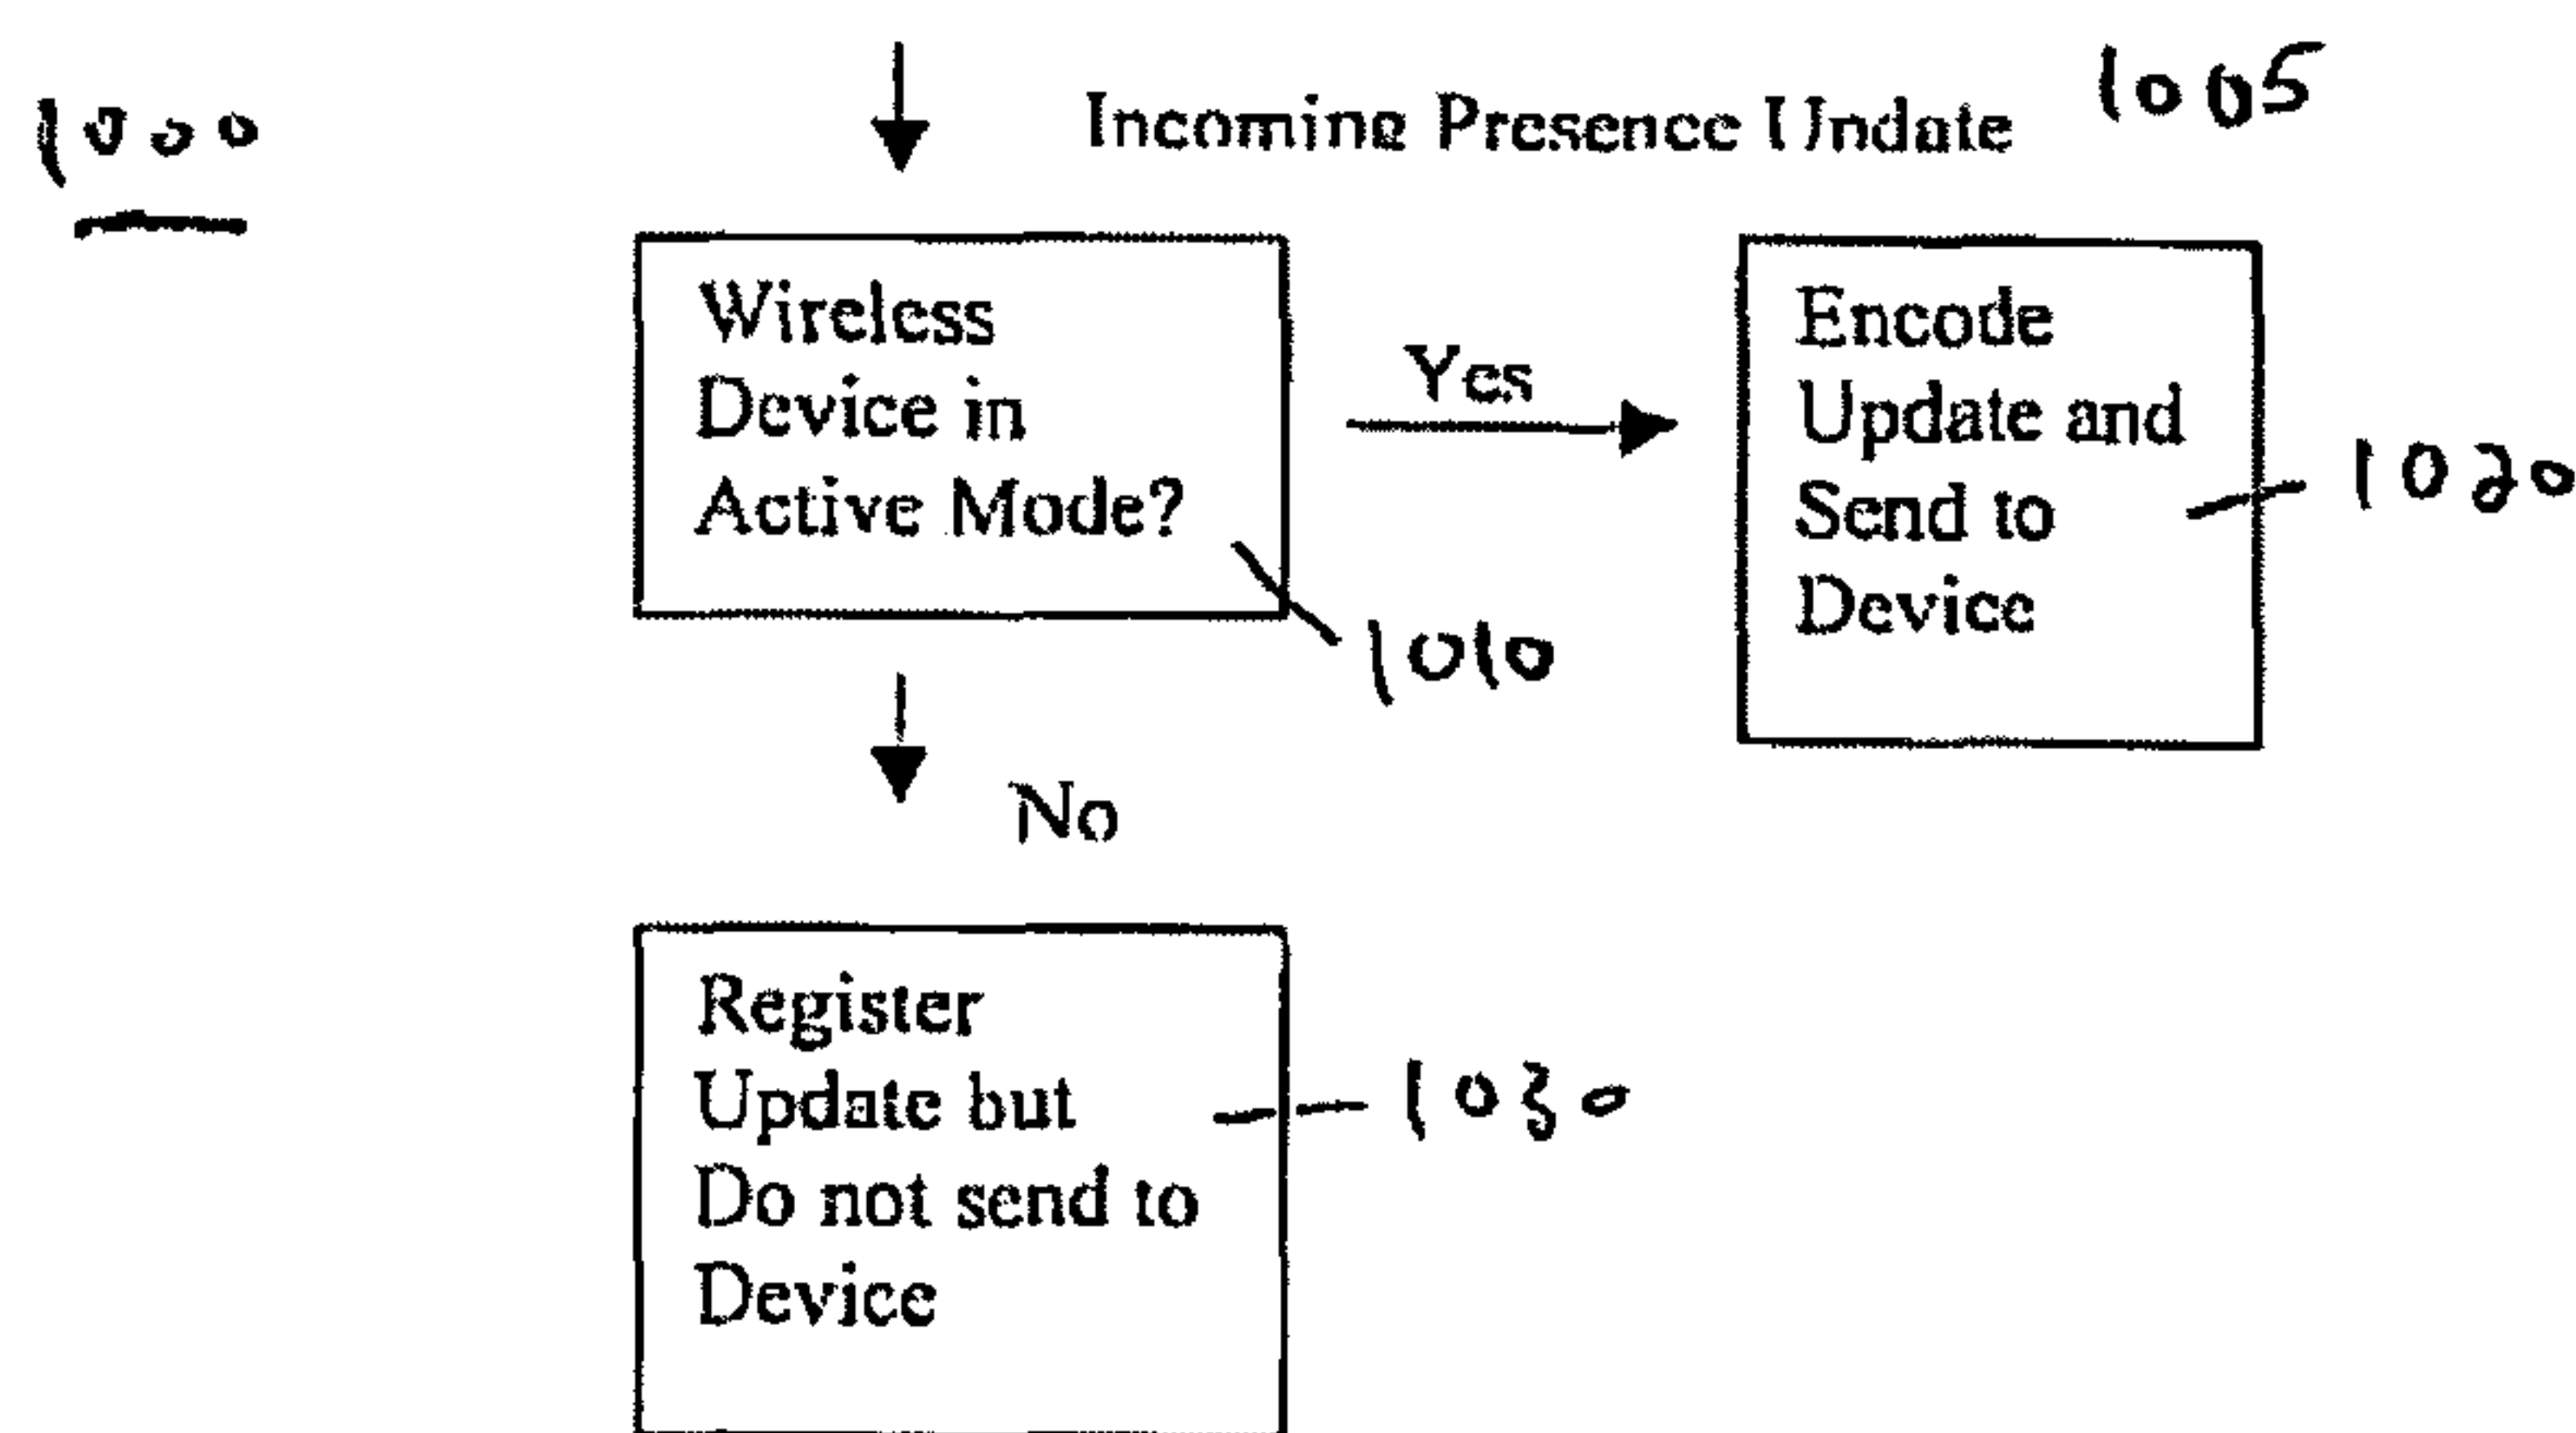 1000
Incoming Presence Update 1005
Wireless
Device in
Active Mode?
1010
Yes
Encode
Update and
Send to
Device
1020
No
Register
Update but
Do not send to
Device
1030